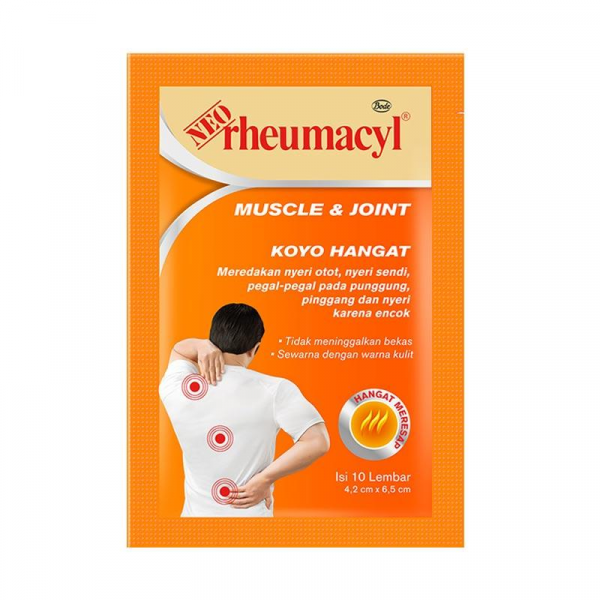 Bode
NEO rheumacyl®
MUSCLE & JOINT
KOYO HANGAT
Meredakan nyeri otot, nyeri sendi,
pegal-pegal pada punggung,
pinggang dan nyeri
karena encok
• Tidak meninggalkan bekas
• Sewarna dengan warna kulit
HANGAT MERESAP
Isi 10 Lembar
4,2 cm x 6,5 cm